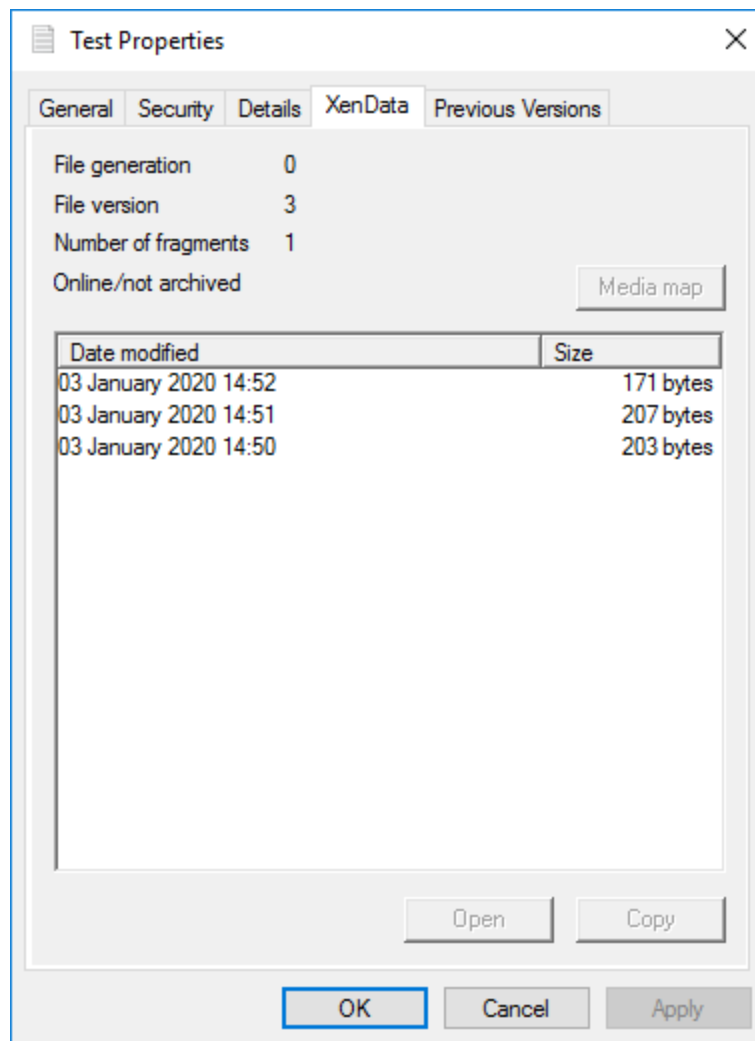 Test Properties
General Security Details XenData Previous Versions
File generation 0
File version 3
Number of fragments 1
Online/not archived
Media map
Date modified Size
03 January 2020 14:52 171 bytes
03 January 2020 14:51 207 bytes
03 January 2020 14:50 203 bytes
Open Copy
OK Cancel Apply